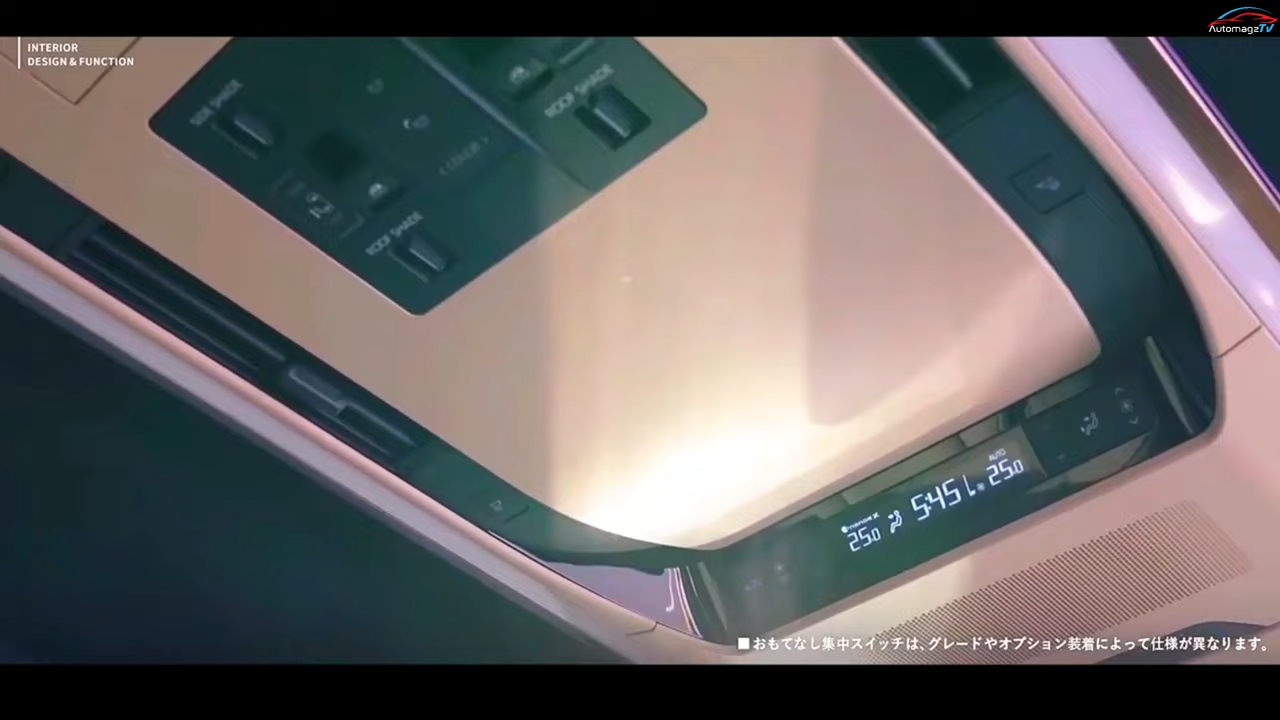 INTERIOR
DESIGN & FUNCTION
AutomagzTV
SIDE SHADE
ROOF SHADE
ROOF SHADE
nanoe X
25.0
5:45
AUTO
25.0
■おもてなし集中スイッチは、グレードやオプション装着によって仕様が異なります。